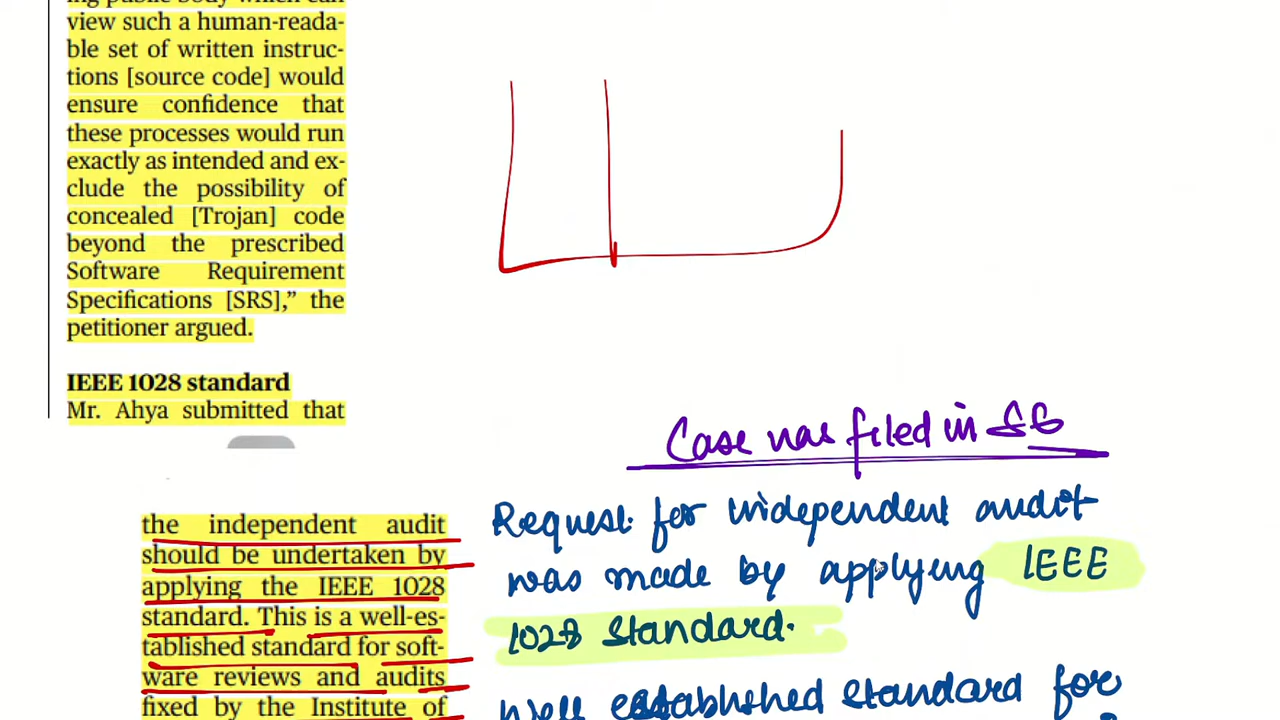 ing public body which can
view such a human-reada-
ble set of written instruc-
tions [source code] would
ensure confidence that
these processes would run
exactly as intended and ex-
clude the possibility of
concealed [Trojan] code
beyond the prescribed
Software Requirement
Specifications [SRS],” the
petitioner argued.
IEEE 1028 standard
Mr. Ahya submitted that
the independent audit
should be undertaken by
applying the IEEE 1028
standard. This is a well-es-
tablished standard for soft-
ware reviews and audits
fixed by the Institute of
Case was filed in SC
Request for independent audit
was made by applying IEEE
1028 Standard.
Well established standard for